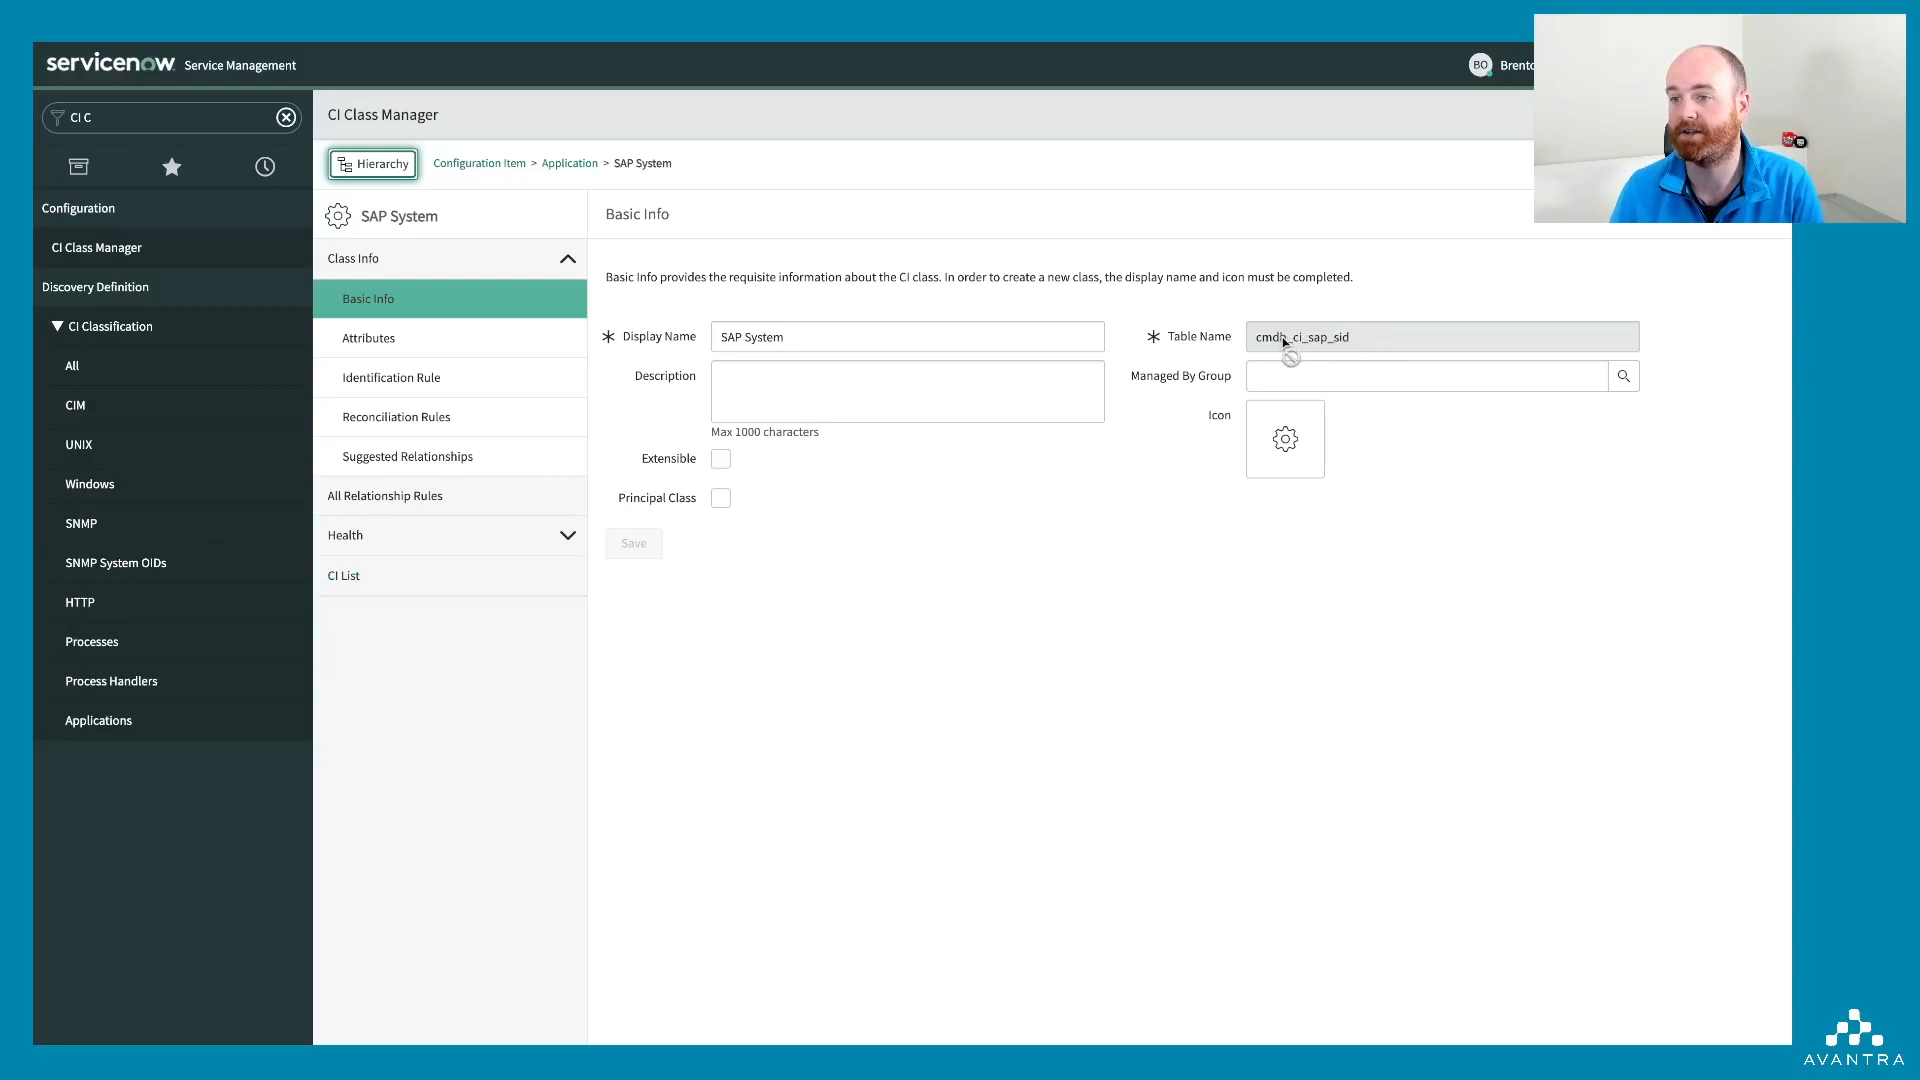 servicenow Service Management
BO Brento
CI C
CI Class Manager
Hierarchy Configuration Item > Application > SAP System
Configuration
CI Class Manager
Discovery Definition
CI Classification
All
CIM
UNIX
Windows
SNMP
SNMP System OIDs
HTTP
Processes
Process Handlers
Applications
SAP System
Class Info
Basic Info
Attributes
Identification Rule
Reconciliation Rules
Suggested Relationships
All Relationship Rules
Health
CI List
Basic Info
Basic Info provides the requisite information about the CI class. In order to create a new class, the display name and icon must be completed.
Display Name SAP System
Table Name cmdb_ci_sap_sid
Description
Managed By Group
Max 1000 characters
Icon
Extensible
Principal Class
Save
AVANTRA